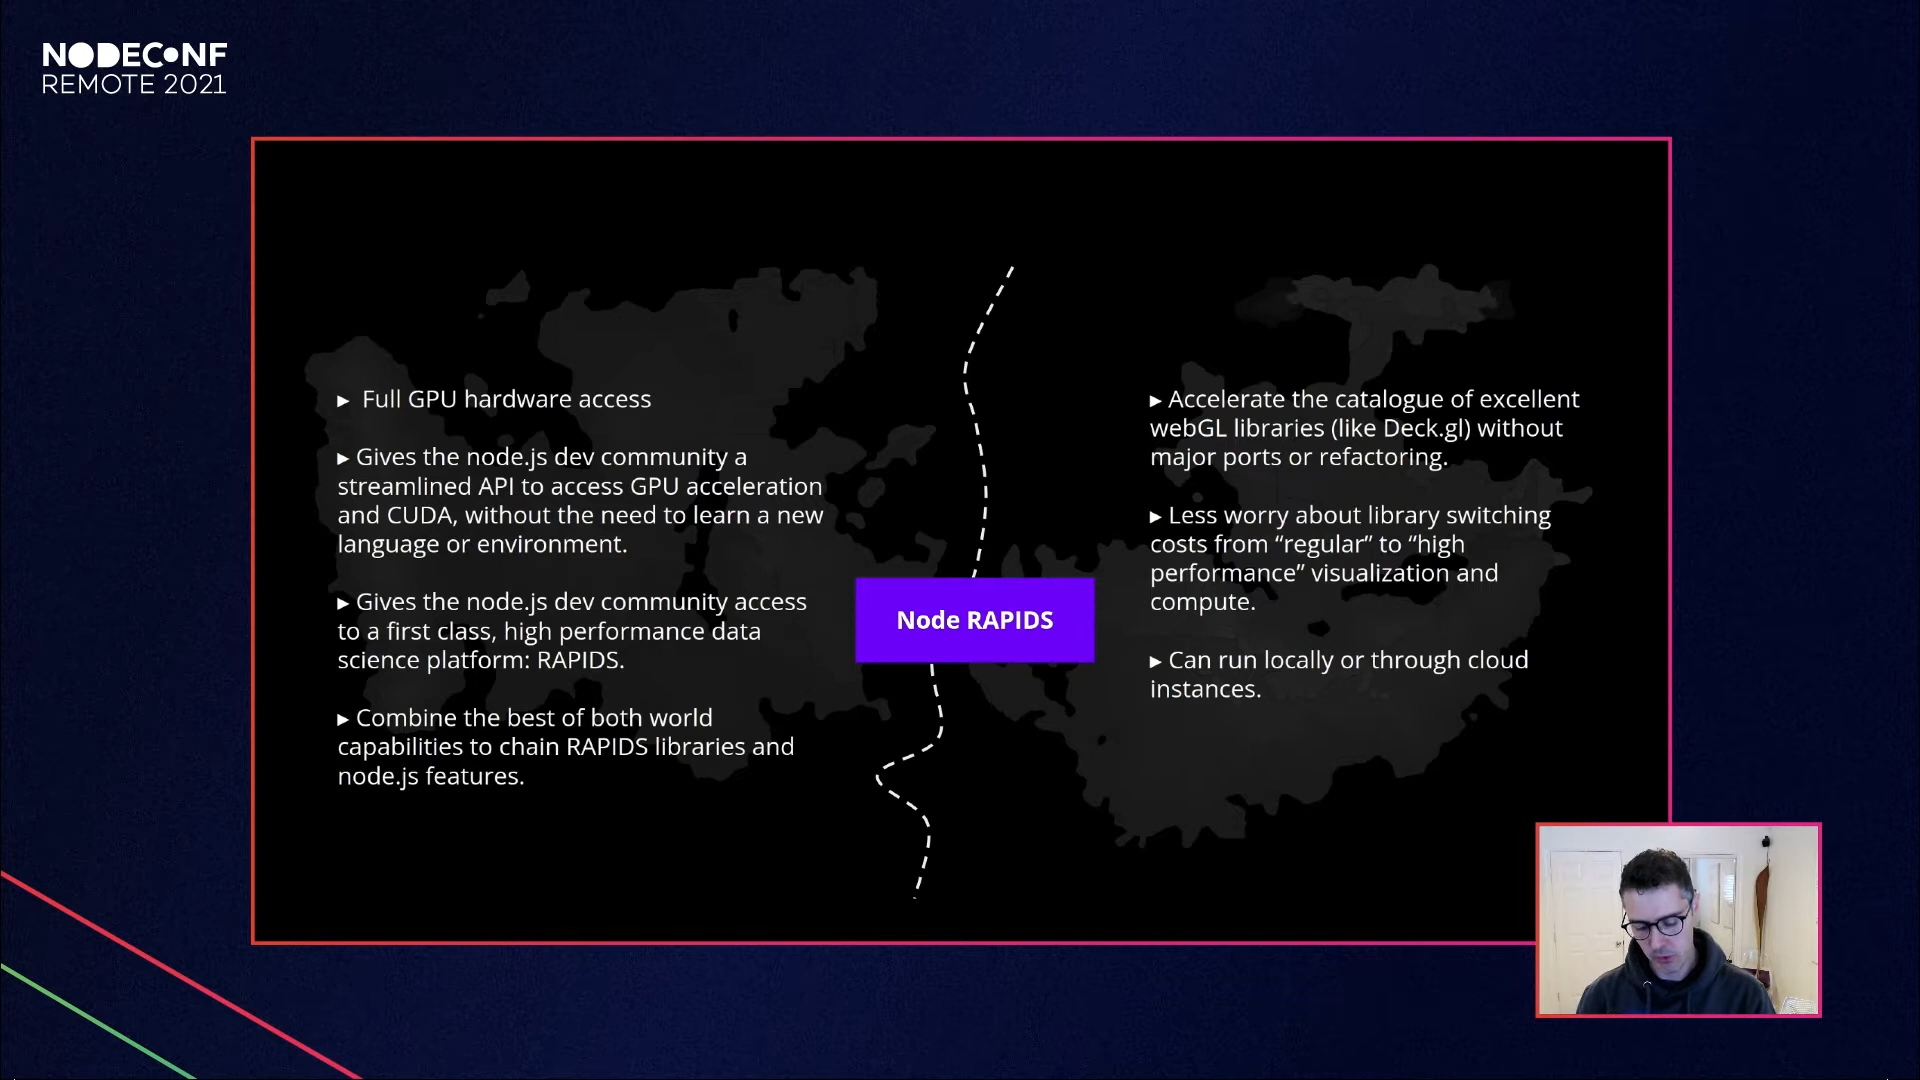 NODECONF
REMOTE 2021
▸ Full GPU hardware access
▸ Gives the node.js dev community a
streamlined API to access GPU acceleration
and CUDA, without the need to learn a new
language or environment.
▸ Gives the node.js dev community access
to a first class, high performance data
science platform: RAPIDS.
▸ Combine the best of both world
capabilities to chain RAPIDS libraries and
node.js features.
Node RAPIDS
▸ Accelerate the catalogue of excellent
webGL libraries (like Deck.gl) without
major ports or refactoring.
▸ Less worry about library switching
costs from “regular” to “high
performance” visualization and
compute.
▸ Can run locally or through cloud
instances.